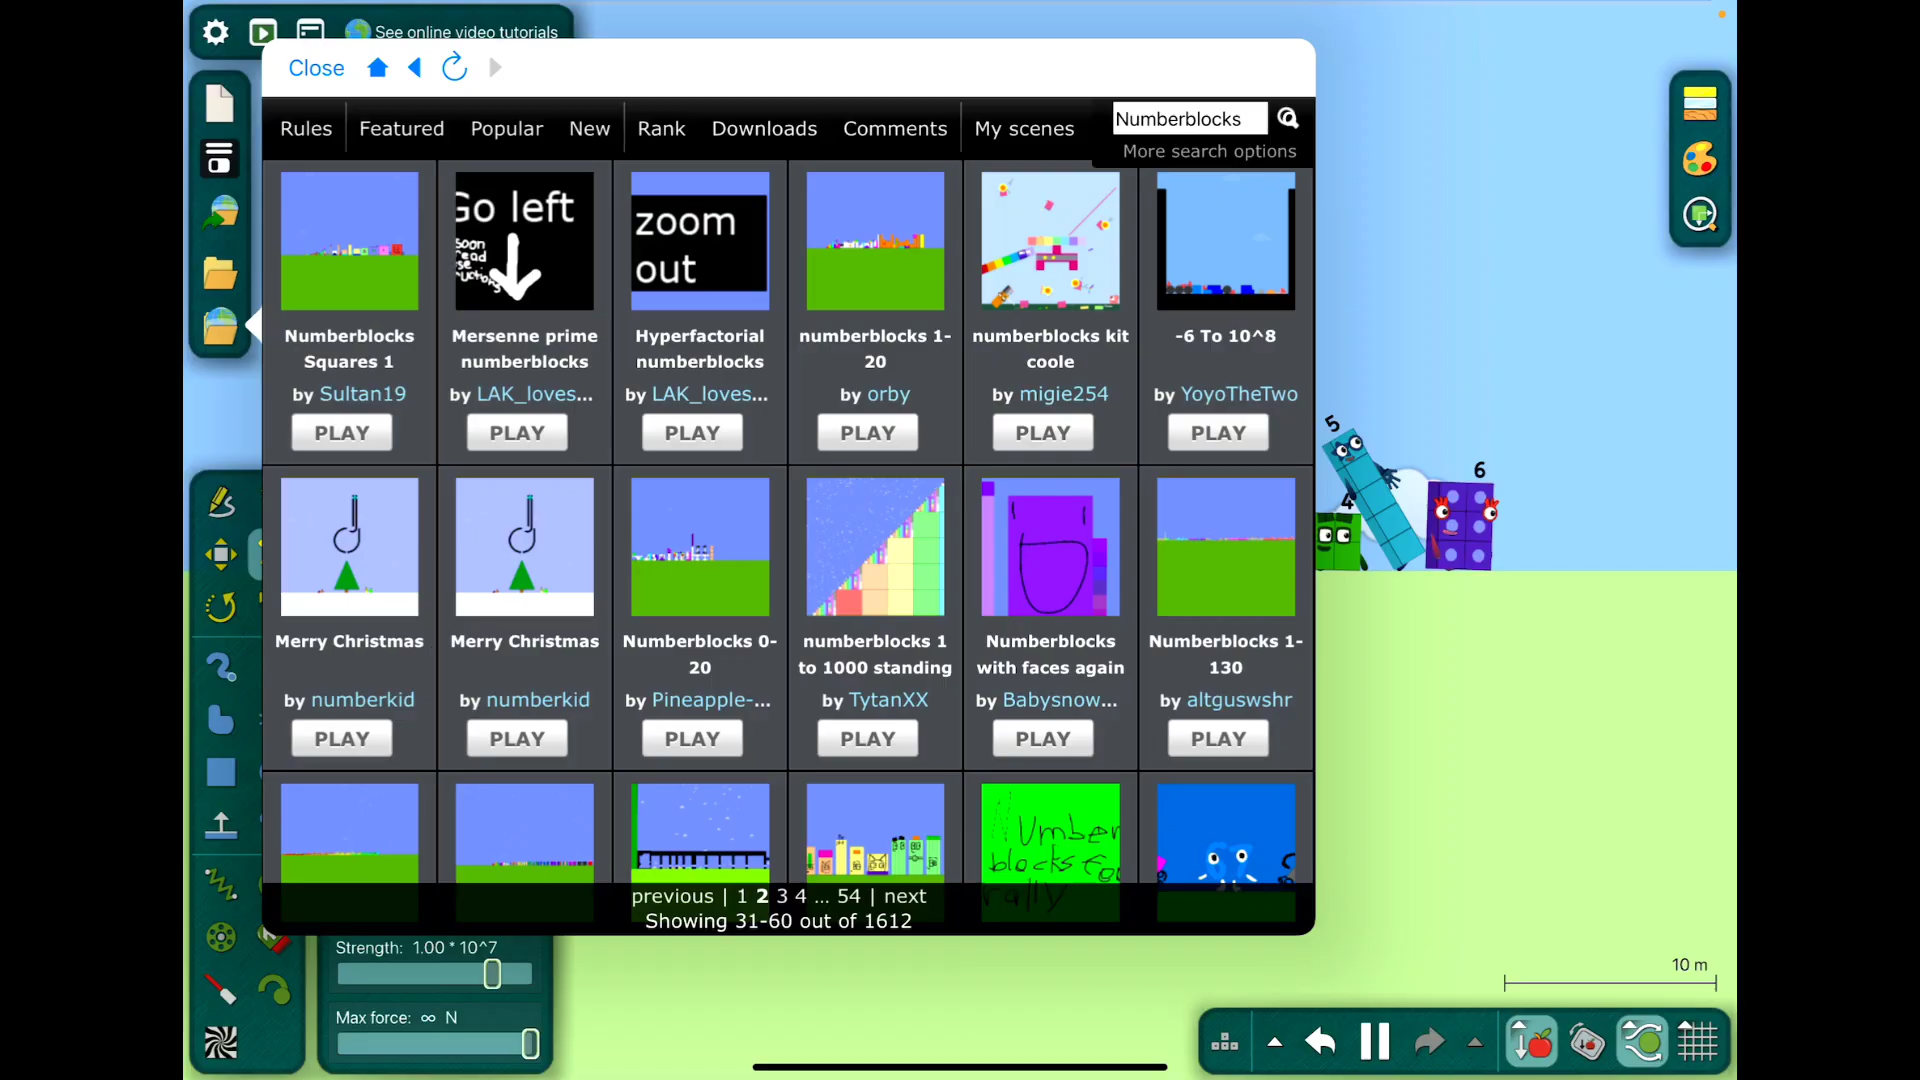 See online video tutorials
Close
Rules Featured Popular New Rank Downloads Comments My scenes Numberblocks
More search options
Go left
soon
zoom
out
Numberblocks
Squares 1
by Sultan19
PLAY
Mersenne prime
numberblocks
by LAK_loves...
PLAY
Hyperfactorial
numberblocks
by LAK_loves...
PLAY
numberblocks 1-
20
by orby
PLAY
numberblocks kit
coole
by migie254
PLAY
-6 To 10^8
by YoyoTheTwo
PLAY
5
4
6
Merry Christmas
by numberkid
PLAY
Merry Christmas
by numberkid
PLAY
Numberblocks 0-
20
by Pineapple-...
PLAY
numberblocks 1
to 1000 standing
by TytanXX
PLAY
Numberblocks
with faces again
by Babysnow...
PLAY
Numberblocks 1-
130
by altguswshr
PLAY
Umber
blocks
rally
previous | 1 2 3 4 ... 54 | next
Showing 31-60 out of 1612
Strength: 1.00 * 10^7
Max force: ∞ N
10 m